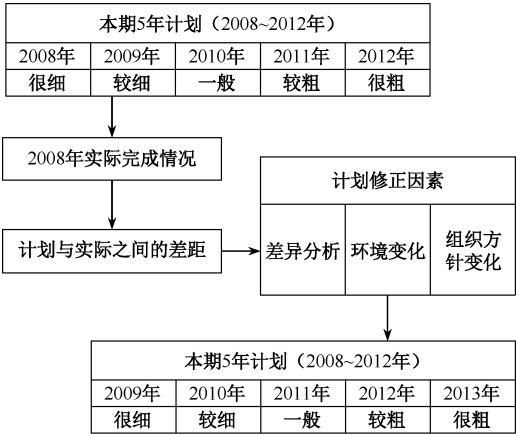 本期5年计划（2008~2012年）
2008年 2009年 2010年 2011年 2012年
很细 较细 一般 较粗 很粗
2008年实际完成情况
计划与实际之间的差距
计划修正因素
差异分析 环境变化 组织方
针变化
本期5年计划（2008~2012年）
2009年 2010年 2011年 2012年 2013年
很细 较细 一般 较粗 很粗